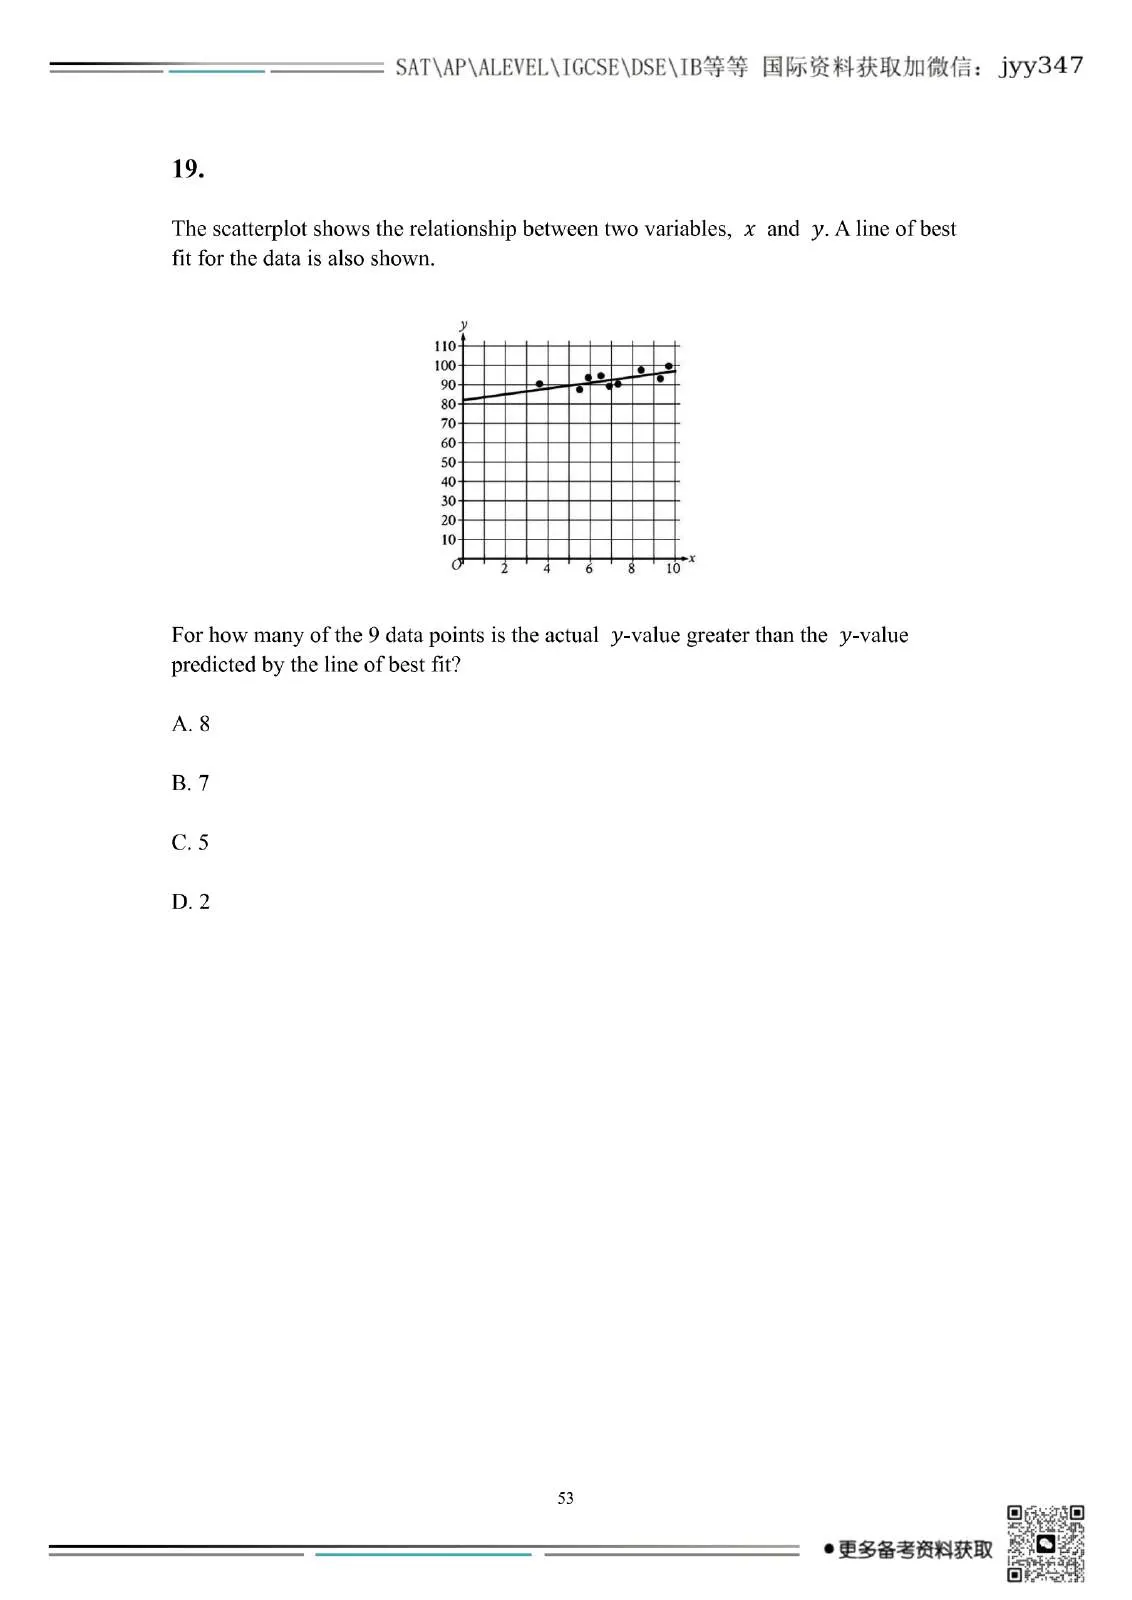 SAT\AP\ALEVEL\IGCSE\DSE\IB等等 国际资料获取加微信：jyy347
19.
The scatterplot shows the relationship between two variables, x and y. A line of best
fit for the data is also shown.
y
110
100
90
80
70
60
50
40
30
20
10
O 2 4 6 8 10 x
For how many of the 9 data points is the actual y-value greater than the y-value
predicted by the line of best fit?
A. 8
B. 7
C. 5
D. 2
53
●更多备考资料获取